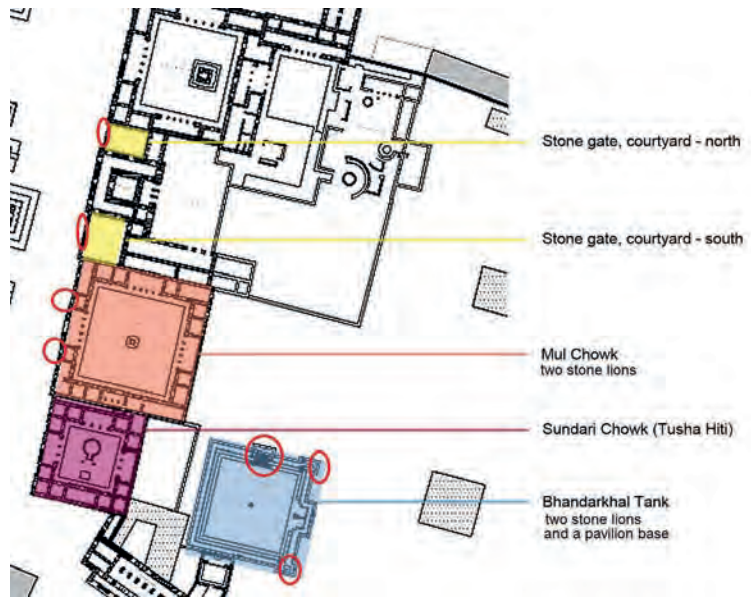 Stone gate, courtyard - north
Stone gate, courtyard - south
Mul Chowk
two stone lions
Sundari Chowk (Tusha Hiti)
Bhandarkhal Tank
two stone lions
and a pavilion base